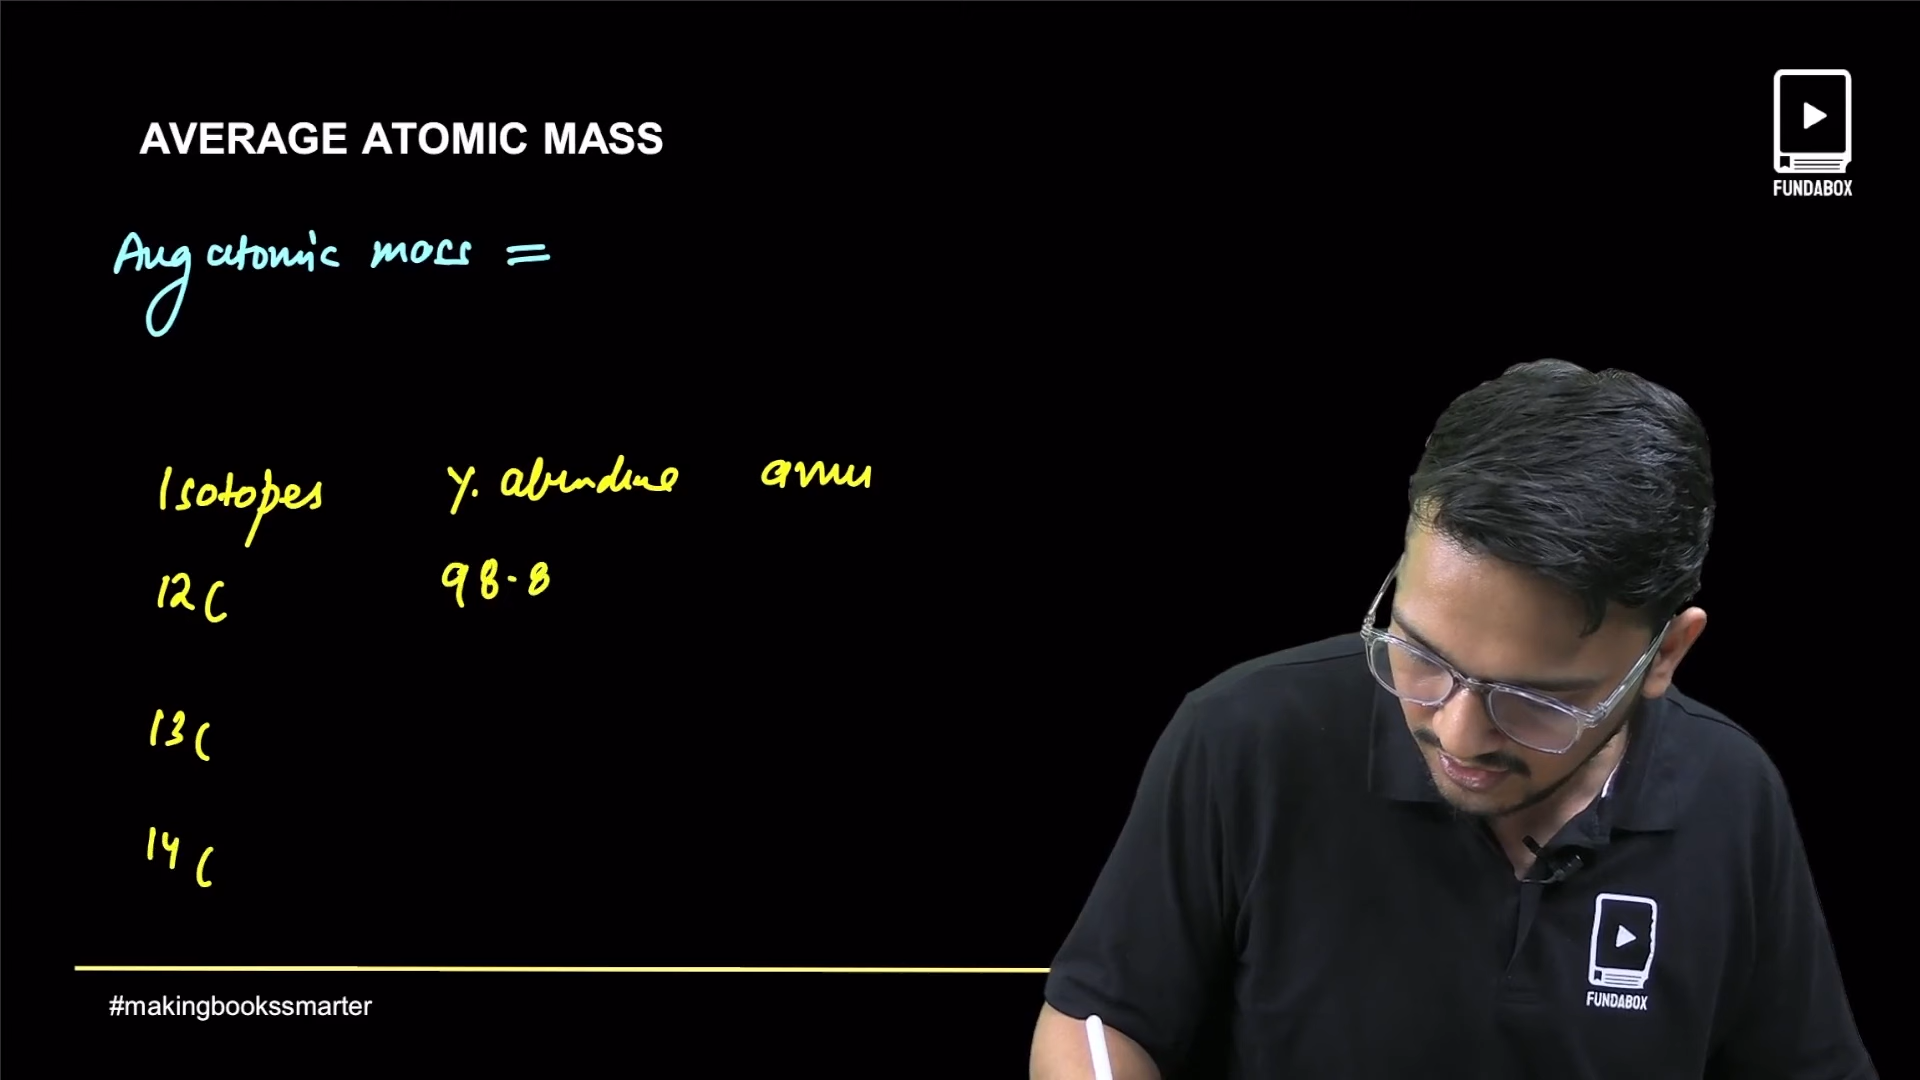 AVERAGE ATOMIC MASS
FUNDABOX
Avg atomic mass =
Isotopes % abundance amu
12C 98.8
13C
14C
FUNDABOX
#makingbookssmarter